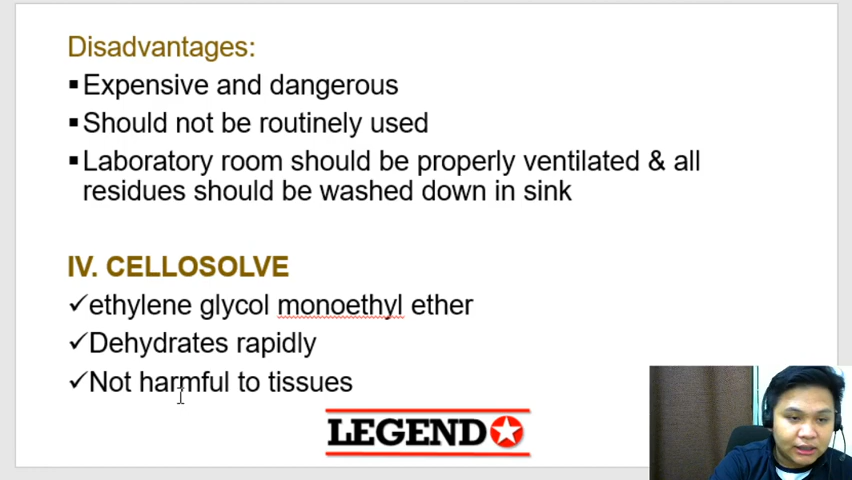 Disadvantages:
▪Expensive and dangerous
▪Should not be routinely used
▪Laboratory room should be properly ventilated & all
residues should be washed down in sink
IV. CELLOSOLVE
✓ethylene glycol monoethyl ether
✓Dehydrates rapidly
✓Not harmful to tissues
LEGEND